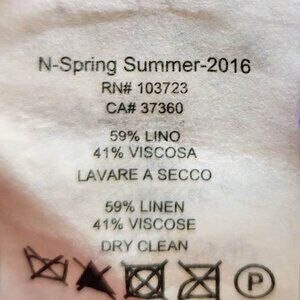 N-Spring Summer-2016
RN# 103723
CA# 37360
59% LINO
41% VISCOSA
LAVARE A SECCO
59% LINEN
41% VISCOSE
DRY CLEAN
P